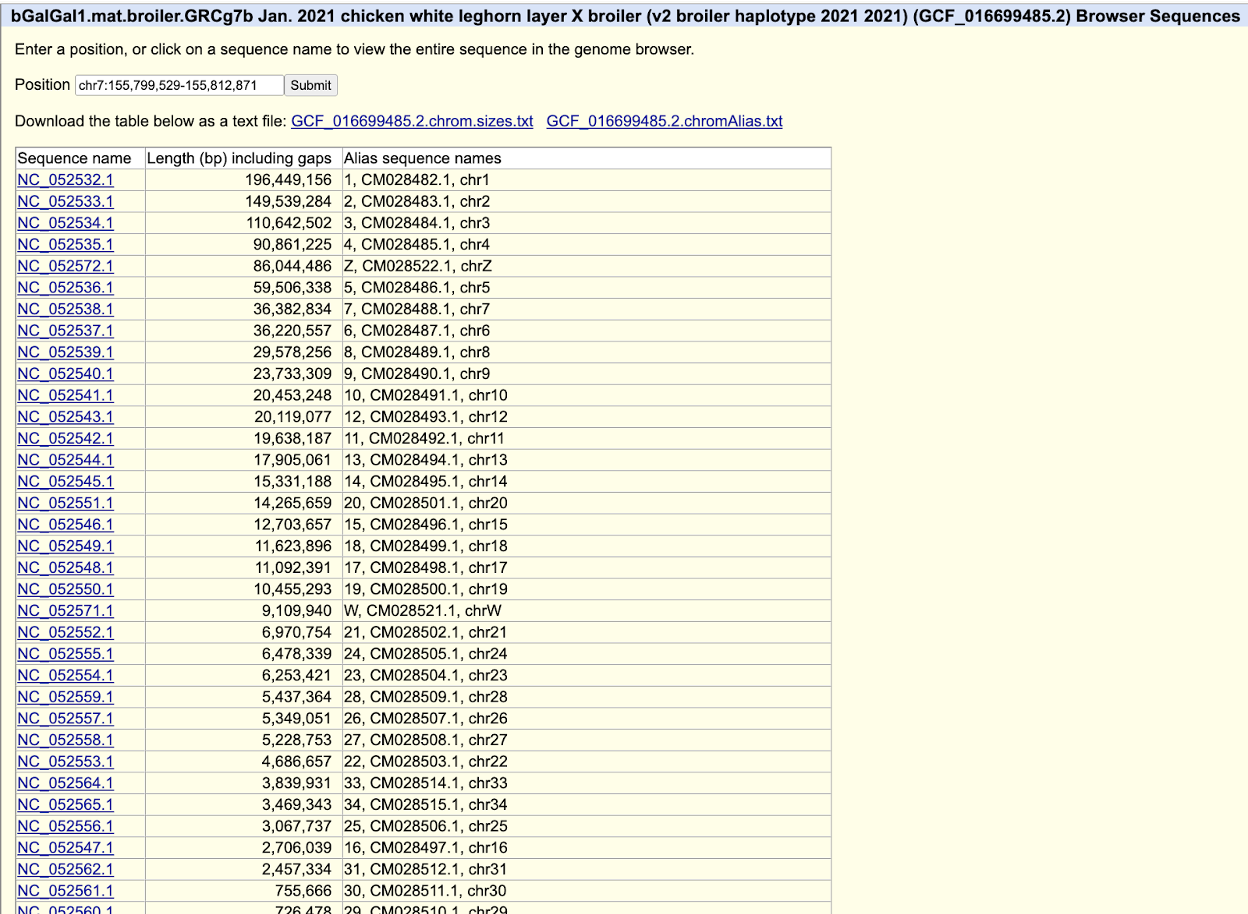 bGalGal1.mat.broiler.GRCg7b Jan. 2021 chicken white leghorn layer X broiler (v2 broiler haplotype 2021 2021) (GCF_016699485.2) Browser Sequences
Enter a position, or click on a sequence name to view the entire sequence in the genome browser.
Position chr7:155,799,529-155,812,871 Submit
Download the table below as a text file: GCF_016699485.2.chrom.sizes.txt GCF_016699485.2.chromAlias.txt
Sequence name Length (bp) including gaps Alias sequence names
NC_052532.1 196,449,156 1, CM028482.1, chr1
NC_052533.1 149,539,284 2, CM028483.1, chr2
NC_052534.1 110,642,502 3, CM028484.1, chr3
NC_052535.1 90,861,225 4, CM028485.1, chr4
NC_052572.1 86,044,486 Z, CM028522.1, chrZ
NC_052536.1 59,506,338 5, CM028486.1, chr5
NC_052538.1 36,382,834 7, CM028488.1, chr7
NC_052537.1 36,220,557 6, CM028487.1, chr6
NC_052539.1 29,578,256 8, CM028489.1, chr8
NC_052540.1 23,733,309 9, CM028490.1, chr9
NC_052541.1 20,453,248 10, CM028491.1, chr10
NC_052543.1 20,119,077 12, CM028493.1, chr12
NC_052542.1 19,638,187 11, CM028492.1, chr11
NC_052544.1 17,905,061 13, CM028494.1, chr13
NC_052545.1 15,331,188 14, CM028495.1, chr14
NC_052551.1 14,265,659 20, CM028501.1, chr20
NC_052546.1 12,703,657 15, CM028496.1, chr15
NC_052549.1 11,623,896 18, CM028499.1, chr18
NC_052548.1 11,092,391 17, CM028498.1, chr17
NC_052550.1 10,455,293 19, CM028500.1, chr19
NC_052571.1 9,109,940 W, CM028521.1, chrW
NC_052552.1 6,970,754 21, CM028502.1, chr21
NC_052555.1 6,478,339 24, CM028505.1, chr24
NC_052554.1 6,253,421 23, CM028504.1, chr23
NC_052559.1 5,437,364 28, CM028509.1, chr28
NC_052557.1 5,349,051 26, CM028507.1, chr26
NC_052558.1 5,228,753 27, CM028508.1, chr27
NC_052553.1 4,686,657 22, CM028503.1, chr22
NC_052564.1 3,839,931 33, CM028514.1, chr33
NC_052565.1 3,469,343 34, CM028515.1, chr34
NC_052556.1 3,067,737 25, CM028506.1, chr25
NC_052547.1 2,706,039 16, CM028497.1, chr16
NC_052562.1 2,457,334 31, CM028512.1, chr31
NC_052561.1 755,666 30, CM028511.1, chr30
NC_052560.1 726,478 29, CM028510.1, chr29